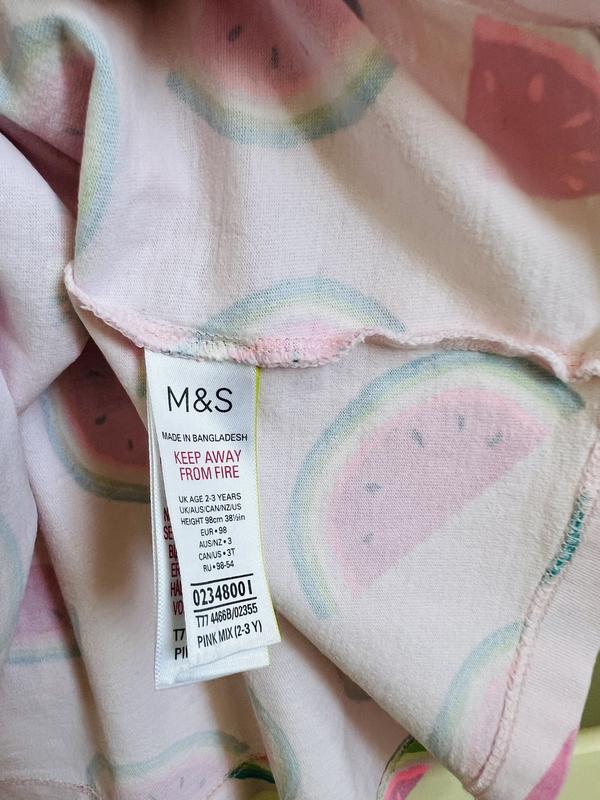 M&S
MADE IN BANGLADESH
KEEP AWAY
FROM FIRE
UK AGE 2-3 YEARS
UK/AUS/CAN/NZ/US
HEIGHT 98cm 38½in
EUR • 98
AUS/NZ • 3
CAN/US • 3T
RU • 98-54
02348001
T77 4466B/02355
PINK MIX (2-3 Y)
T77